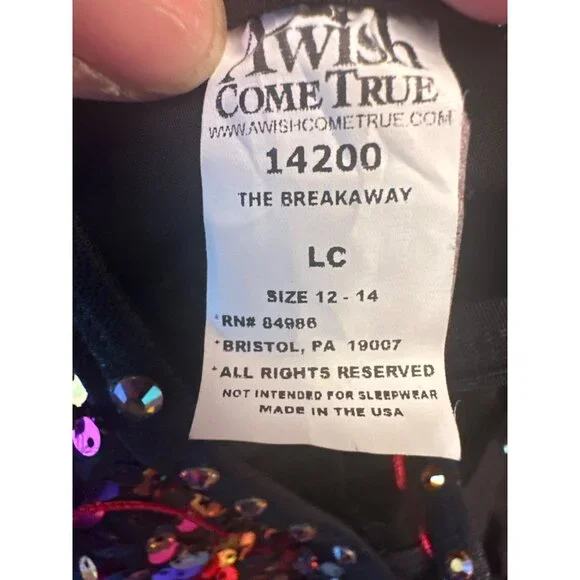 A Wish
COME TRUE
WWW.AWISHCOMETRUE.COM
14200
THE BREAKAWAY
LC
SIZE 12 - 14
*RN# 84986
*BRISTOL, PA 19007
*ALL RIGHTS RESERVED
NOT INTENDED FOR SLEEPWEAR
MADE IN THE USA